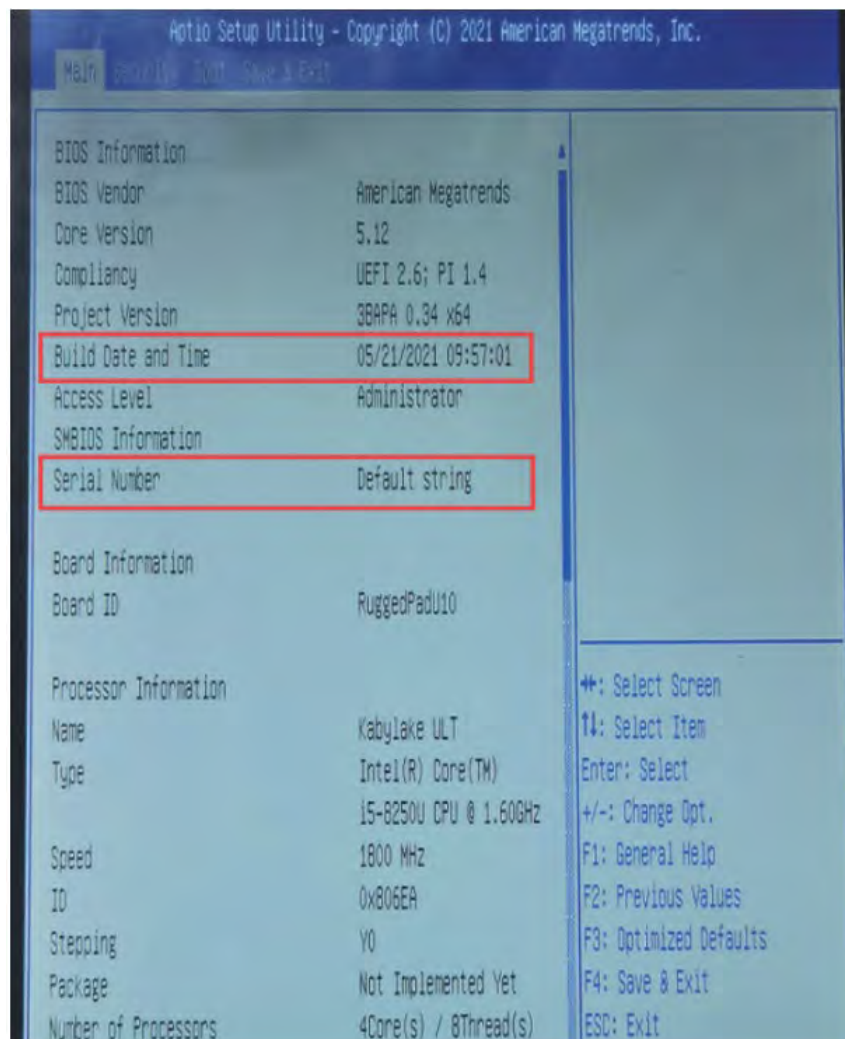 Aptio Setup Utility - Copyright (C) 2021 American Megatrends, Inc.
Main Security Boot Save & Exit
BIOS Information
BIOS Vendor American Megatrends
Core Version 5.12
Compliancy UEFI 2.6; PI 1.4
Project Version 3BAPA 0.34 x64
Build Date and Time 05/21/2021 09:57:01
Access Level Administrator
SMBIOS Information
Serial Number Default string
Board Information
Board ID RuggedPadU10
Processor Information
Name Kabylake ULT
Type Intel(R) Core(TM)
i5-8250U CPU @ 1.60GHz
Speed 1800 MHz
ID 0x806EA
Stepping Y0
Package Not Implemented Yet
Number of Processors 4Core(s) / 8Thread(s)
→←: Select Screen
↑↓: Select Item
Enter: Select
+/-: Change Opt.
F1: General Help
F2: Previous Values
F3: Optimized Defaults
F4: Save & Exit
ESC: Exit